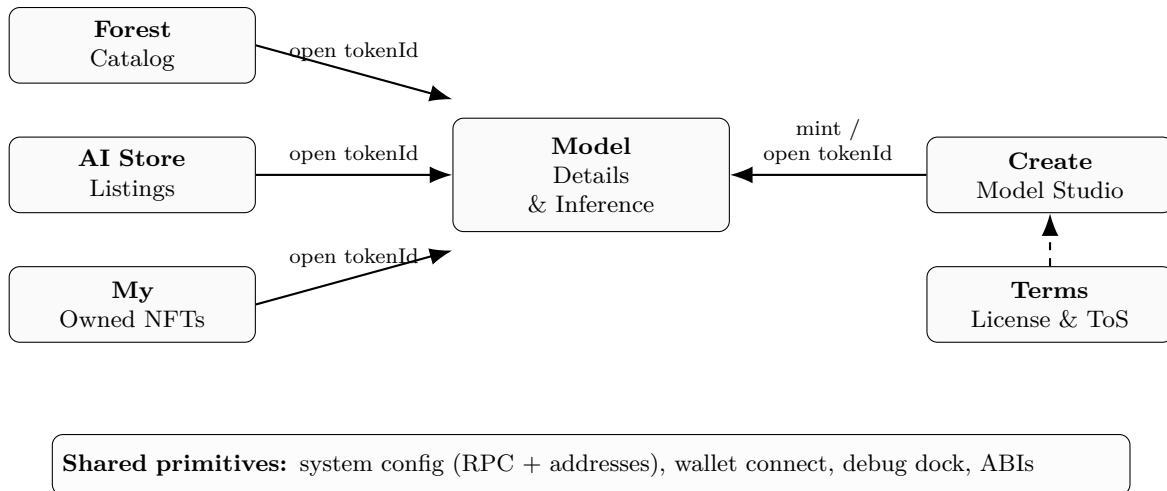 Forest
Catalog
open tokenId
AI Store
Listings
open tokenId
My
Owned NFTs
open tokenId
Model
Details
& Inference
mint /
open tokenId
Create
Model Studio
Terms
License & ToS
Shared primitives: system config (RPC + addresses), wallet connect, debug dock, ABIs